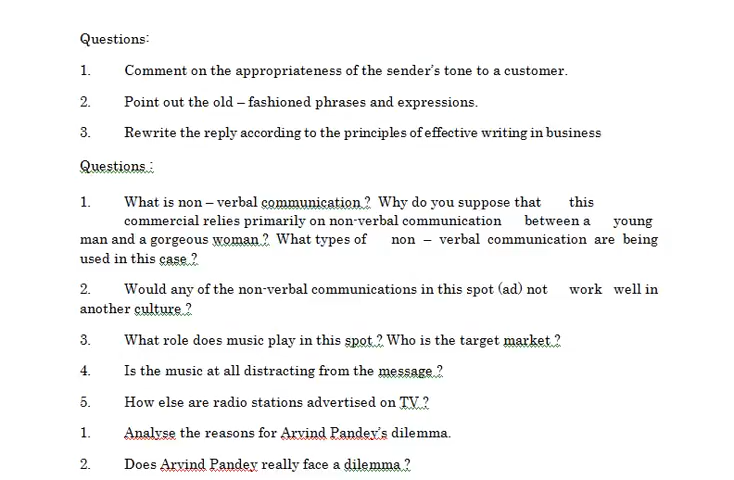 Questions:
1. Comment on the appropriateness of the sender's tone to a customer.
2. Point out the old – fashioned phrases and expressions.
3. Rewrite the reply according to the principles of effective writing in business
Questions :
1. What is non – verbal communication ? Why do you suppose that this
commercial relies primarily on non-verbal communication between a young
man and a gorgeous woman ? What types of non – verbal communication are being
used in this case ?
2. Would any of the non-verbal communications in this spot (ad) not work well in
another culture ?
3. What role does music play in this spot ? Who is the target market ?
4. Is the music at all distracting from the message ?
5. How else are radio stations advertised on TV ?
1. Analyse the reasons for Arvind Pandey's dilemma.
2. Does Arvind Pandey really face a dilemma ?